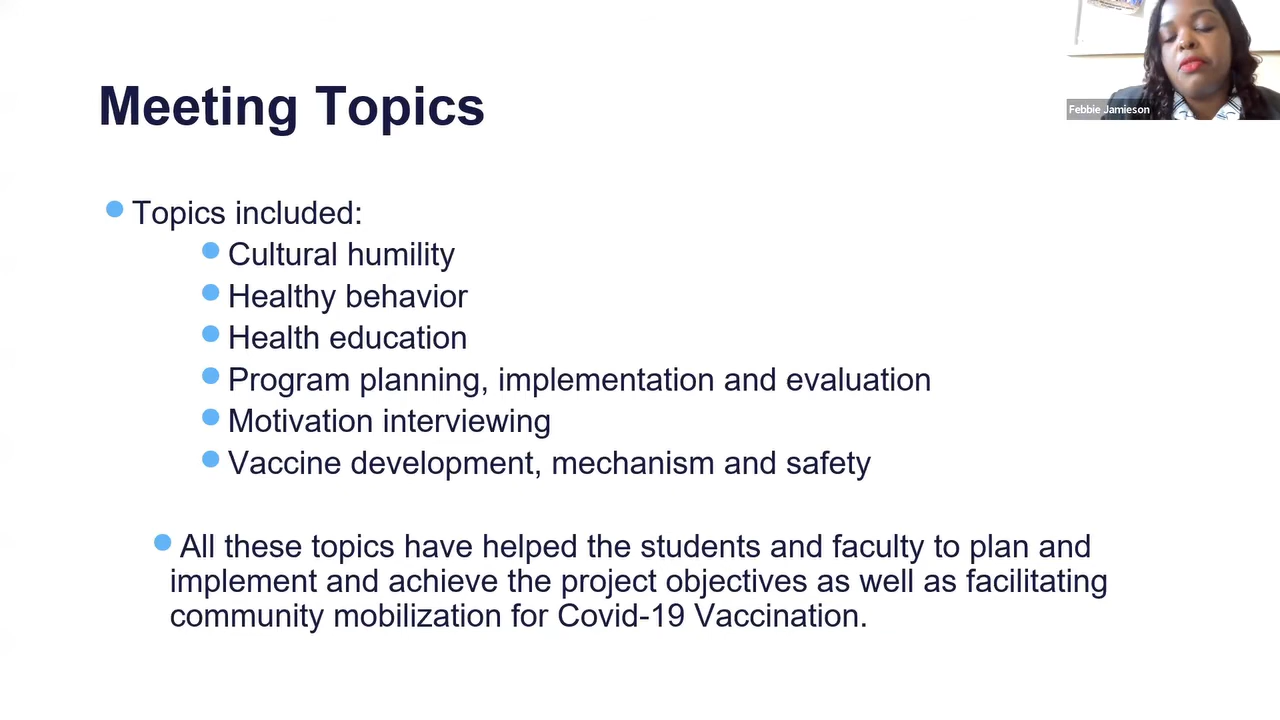 Meeting Topics
Febbie Jamieson
Topics included:
Cultural humility
Healthy behavior
Health education
Program planning, implementation and evaluation
Motivation interviewing
Vaccine development, mechanism and safety
All these topics have helped the students and faculty to plan and
implement and achieve the project objectives as well as facilitating
community mobilization for Covid-19 Vaccination.